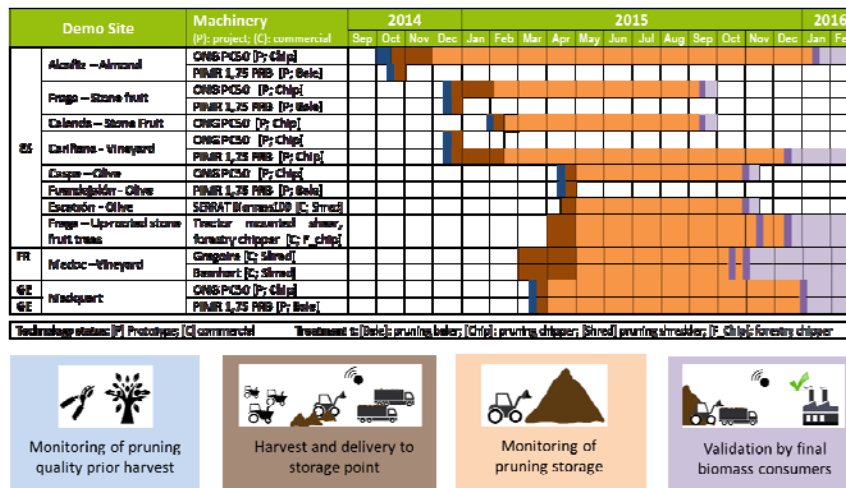 Demo Site Machinery 2014 2015 2016
(P): project; (C): commercial Sep Oct Nov Dec Jan Feb Mar Apr May Jun Jul Aug Sep Oct Nov Dec Jan Fe
ES
Alcañiz – Almond
ONG PC50 [P; Chip]
PIMR 1,75 PRB [P; Bale]
Fraga – Stone fruit
ONG PC50 [P; Chip]
PIMR 1,75 PRB [P; Bale]
Calanda – Stone Fruit
ONG PC50 [P; Chip]
Cariñena - Vineyard
ONG PC50 [P; Chip]
PIMR 1,75 PRB [P; Chip]
Caspe – Olive
ONG PC50 [P; Chip]
Fuendejalón - Olive
PIMR 1,75 PRB [P; Bale]
Escatrón - Olive
SERRAT Biomass100 [C; Shred]
Fraga – Up-rooted stone
fruit trees
Tractor mounted shear,
forestry chipper [C; F_chip]
FR
Medoc –Vineyard
Gregoire [C; Shred]
[C; Shred]
GE
GE
ONG PC50 [P; Chip]
PIMR 1,75 PRB [P; Bale]
Technology status: [P] Prototype; [C] commercial Treatment t: [Bale]: pruning baler; [Chip]: pruning chipper; [Shred] pruning shredder; [F_Chip]: forestry chipper
Monitoring of pruning
quality prior harvest
Harvest and delivery to
storage point
Monitoring of
pruning storage
Validation by final
biomass consumers